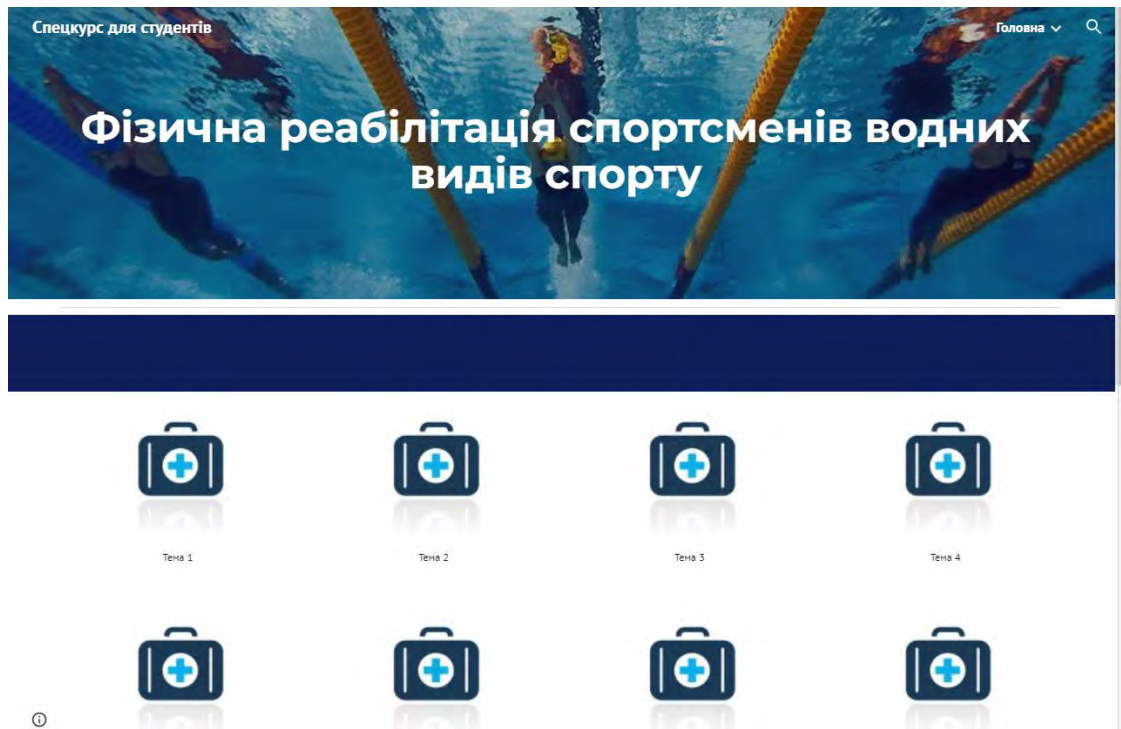 Спецкурс для студентів
Головна
Фізична реабілітація спортсменів водних
видів спорту
Тема 1
Тема 2
Тема 3
Тема 4